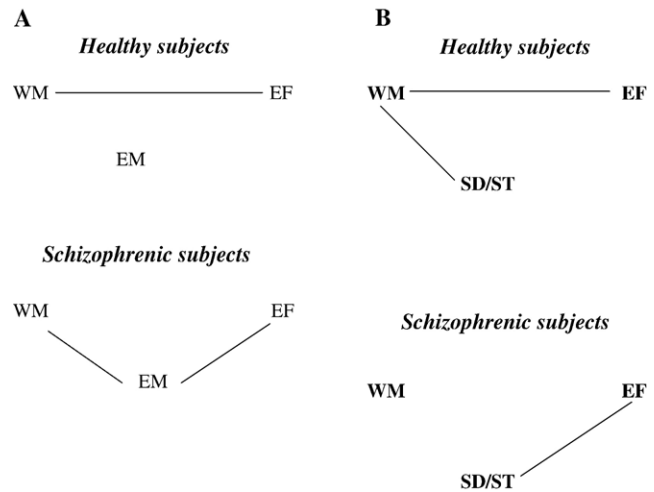 A
Healthy subjects
WM EF
EM
Schizophrenic subjects
WM EF
EM
B
Healthy subjects
WM EF
SD/ST
Schizophrenic subjects
WM EF
SD/ST